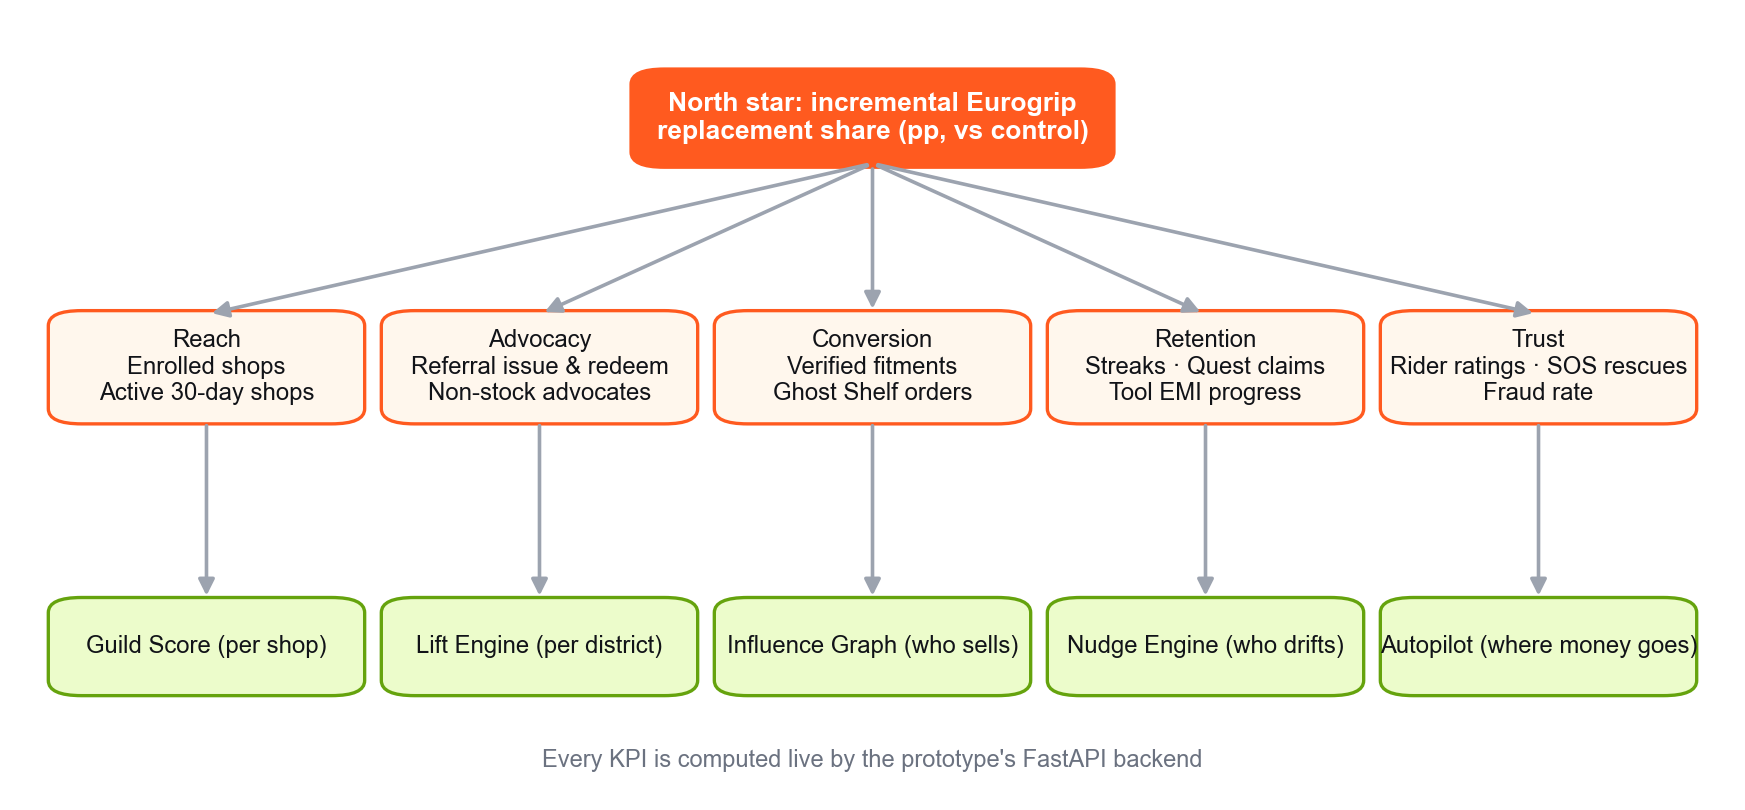 North star: incremental Eurogrip
replacement share (pp, vs control)
Reach
Enrolled shops
Active 30-day shops
Advocacy
Referral issue & redeem
Non-stock advocates
Conversion
Verified fitments
Ghost Shelf orders
Retention
Streaks · Quest claims
Tool EMI progress
Trust
Rider ratings · SOS rescues
Fraud rate
Guild Score (per shop)
Lift Engine (per district)
Influence Graph (who sells)
Nudge Engine (who drifts)
Autopilot (where money goes)
Every KPI is computed live by the prototype's FastAPI backend